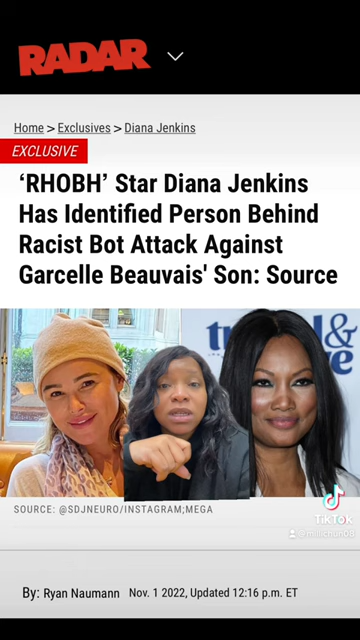 RADAR
Home > Exclusives > Diana Jenkins
EXCLUSIVE
‘RHOBH’ Star Diana Jenkins
Has Identified Person Behind
Racist Bot Attack Against
Garcelle Beauvais' Son: Source
SOURCE: @SDJNEURO/INSTAGRAM;MEGA
TikTok
By: Ryan Naumann Nov. 1 2022, Updated 12:16 p.m. ET